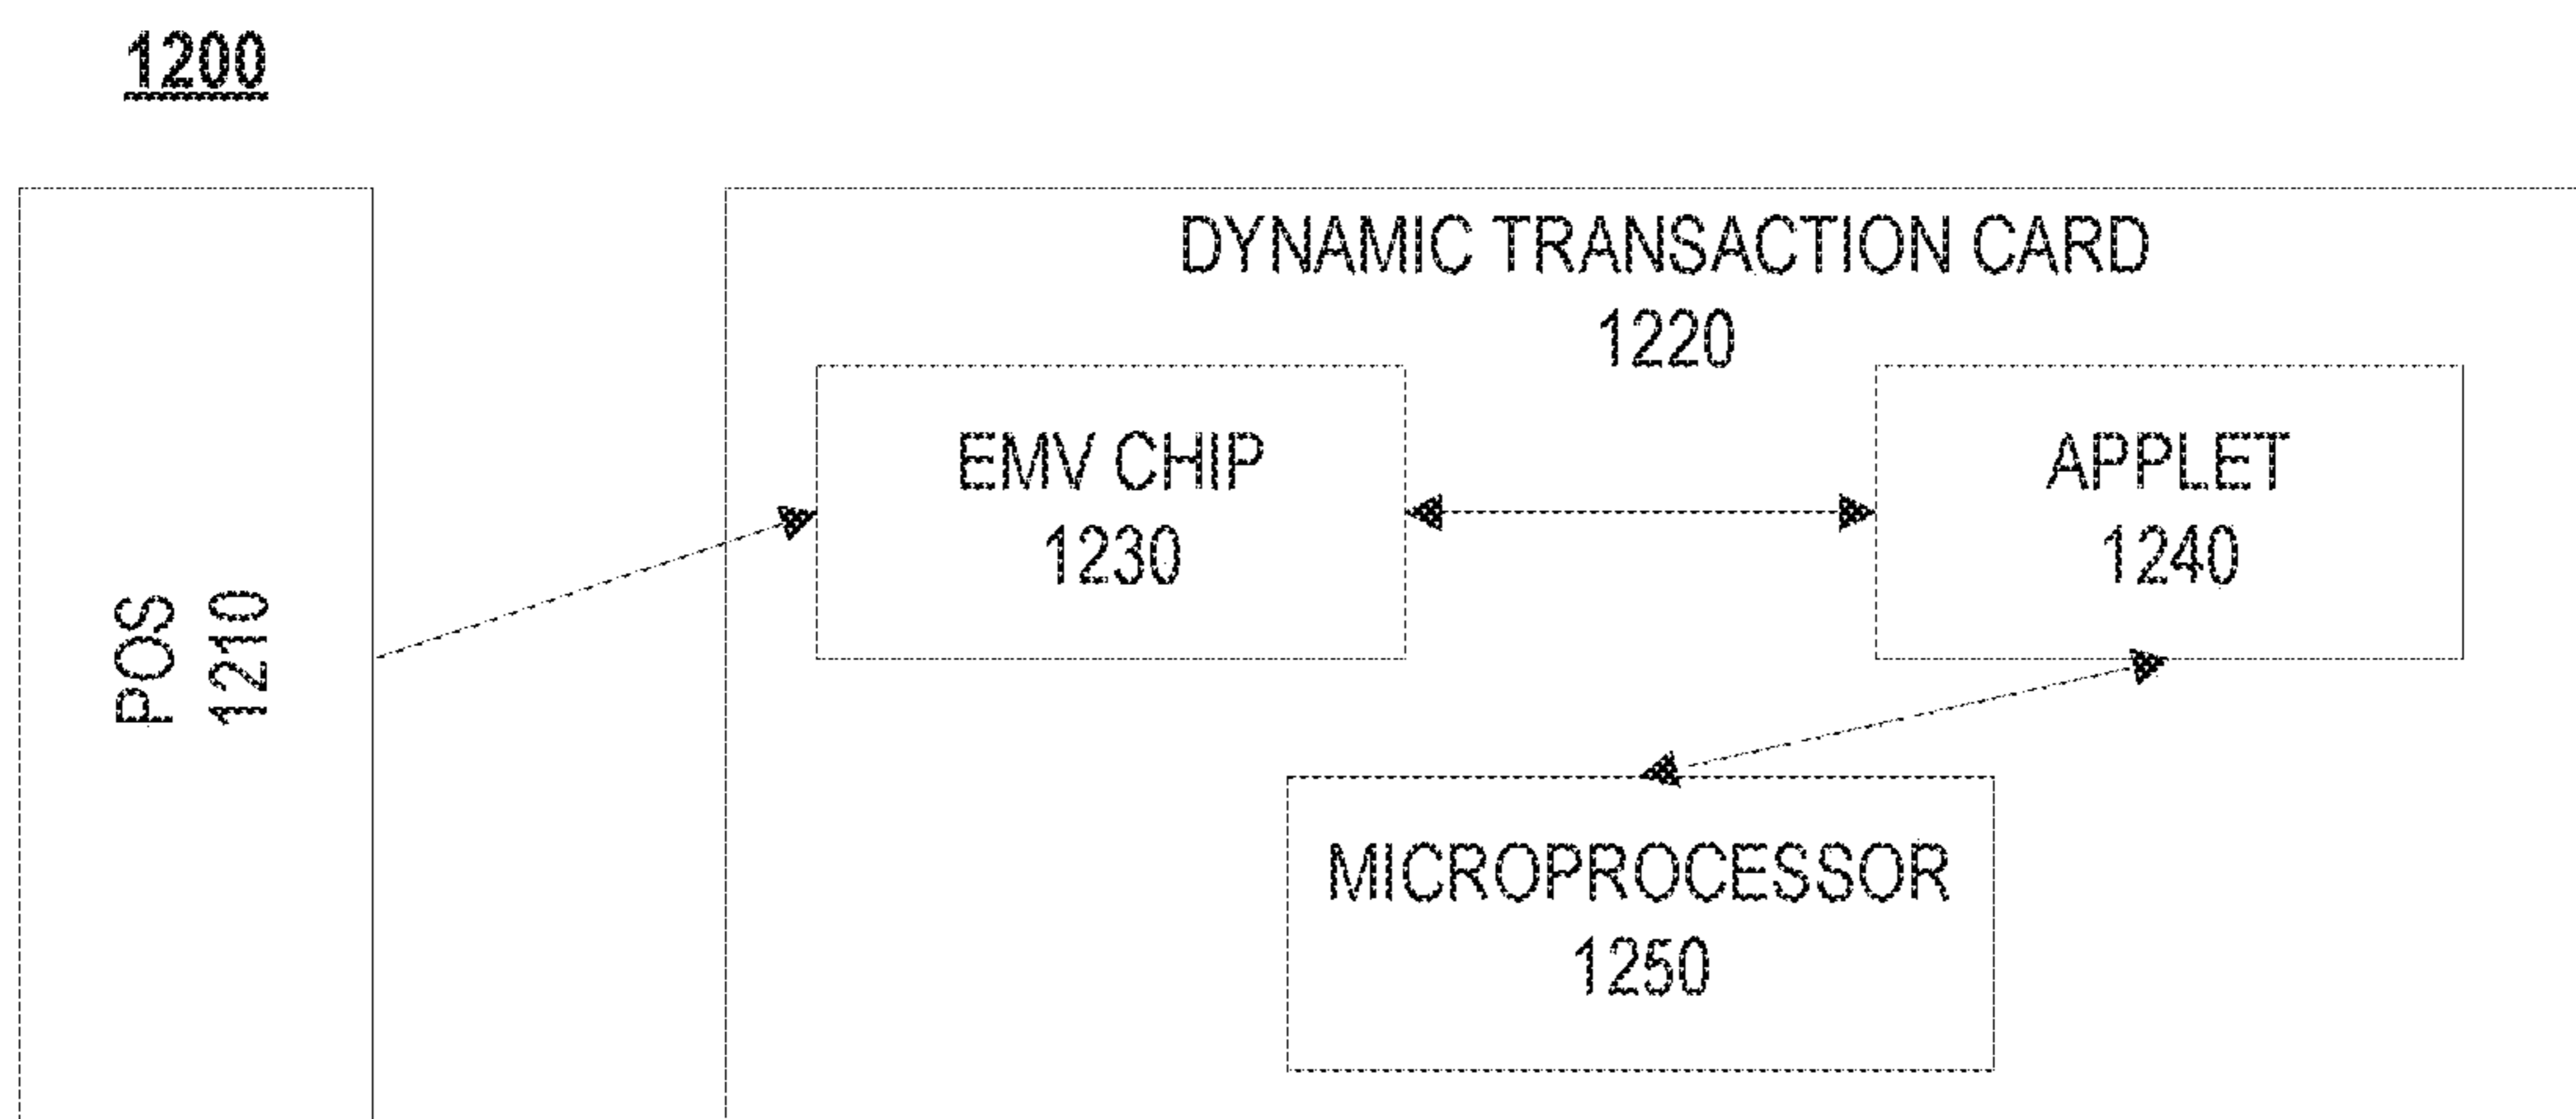 1200
DYNAMIC TRANSACTION CARD
1220
EMV CHIP
1230
APPLET
1240
POS
1210
MICROPROCESSOR
1250